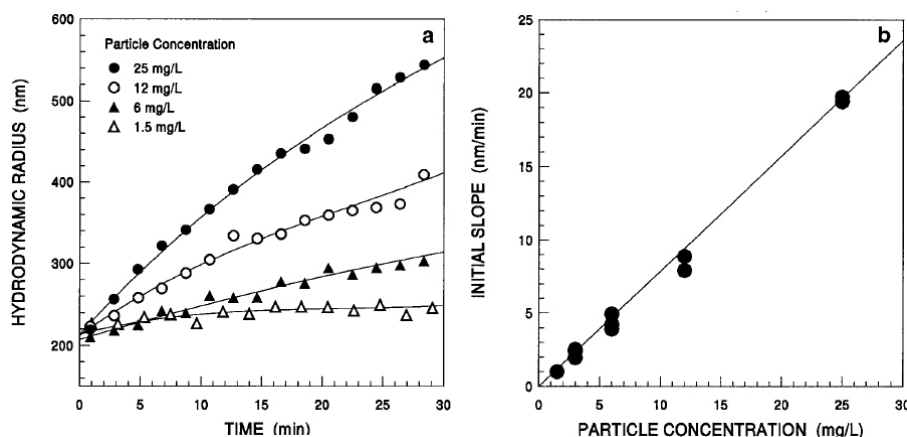 a
Particle Concentration
25 mg/L
12 mg/L
6 mg/L
1.5 mg/L
HYDRODYNAMIC RADIUS (nm)
600
500
400
300
200
0 5 10 15 20 25 30
TIME (min)
b
INITIAL SLOPE (nm/min)
25
20
15
10
5
0
0 5 10 15 20 25 30
PARTICLE CONCENTRATION (mg/L)